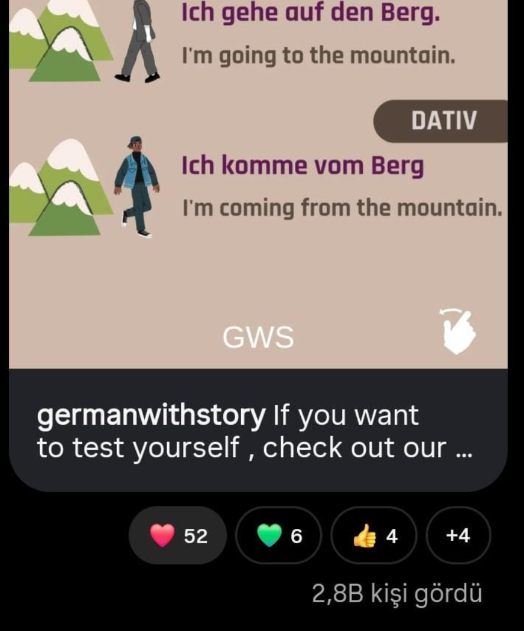 Ich gehe auf den Berg.
I'm going to the mountain.
DATIV
Ich komme vom Berg
I'm coming from the mountain.
GWS
germanwithstory If you want
to test yourself , check out our ...
❤️ 52 💚 6 👍 4 +4
2,8B kişi gördü